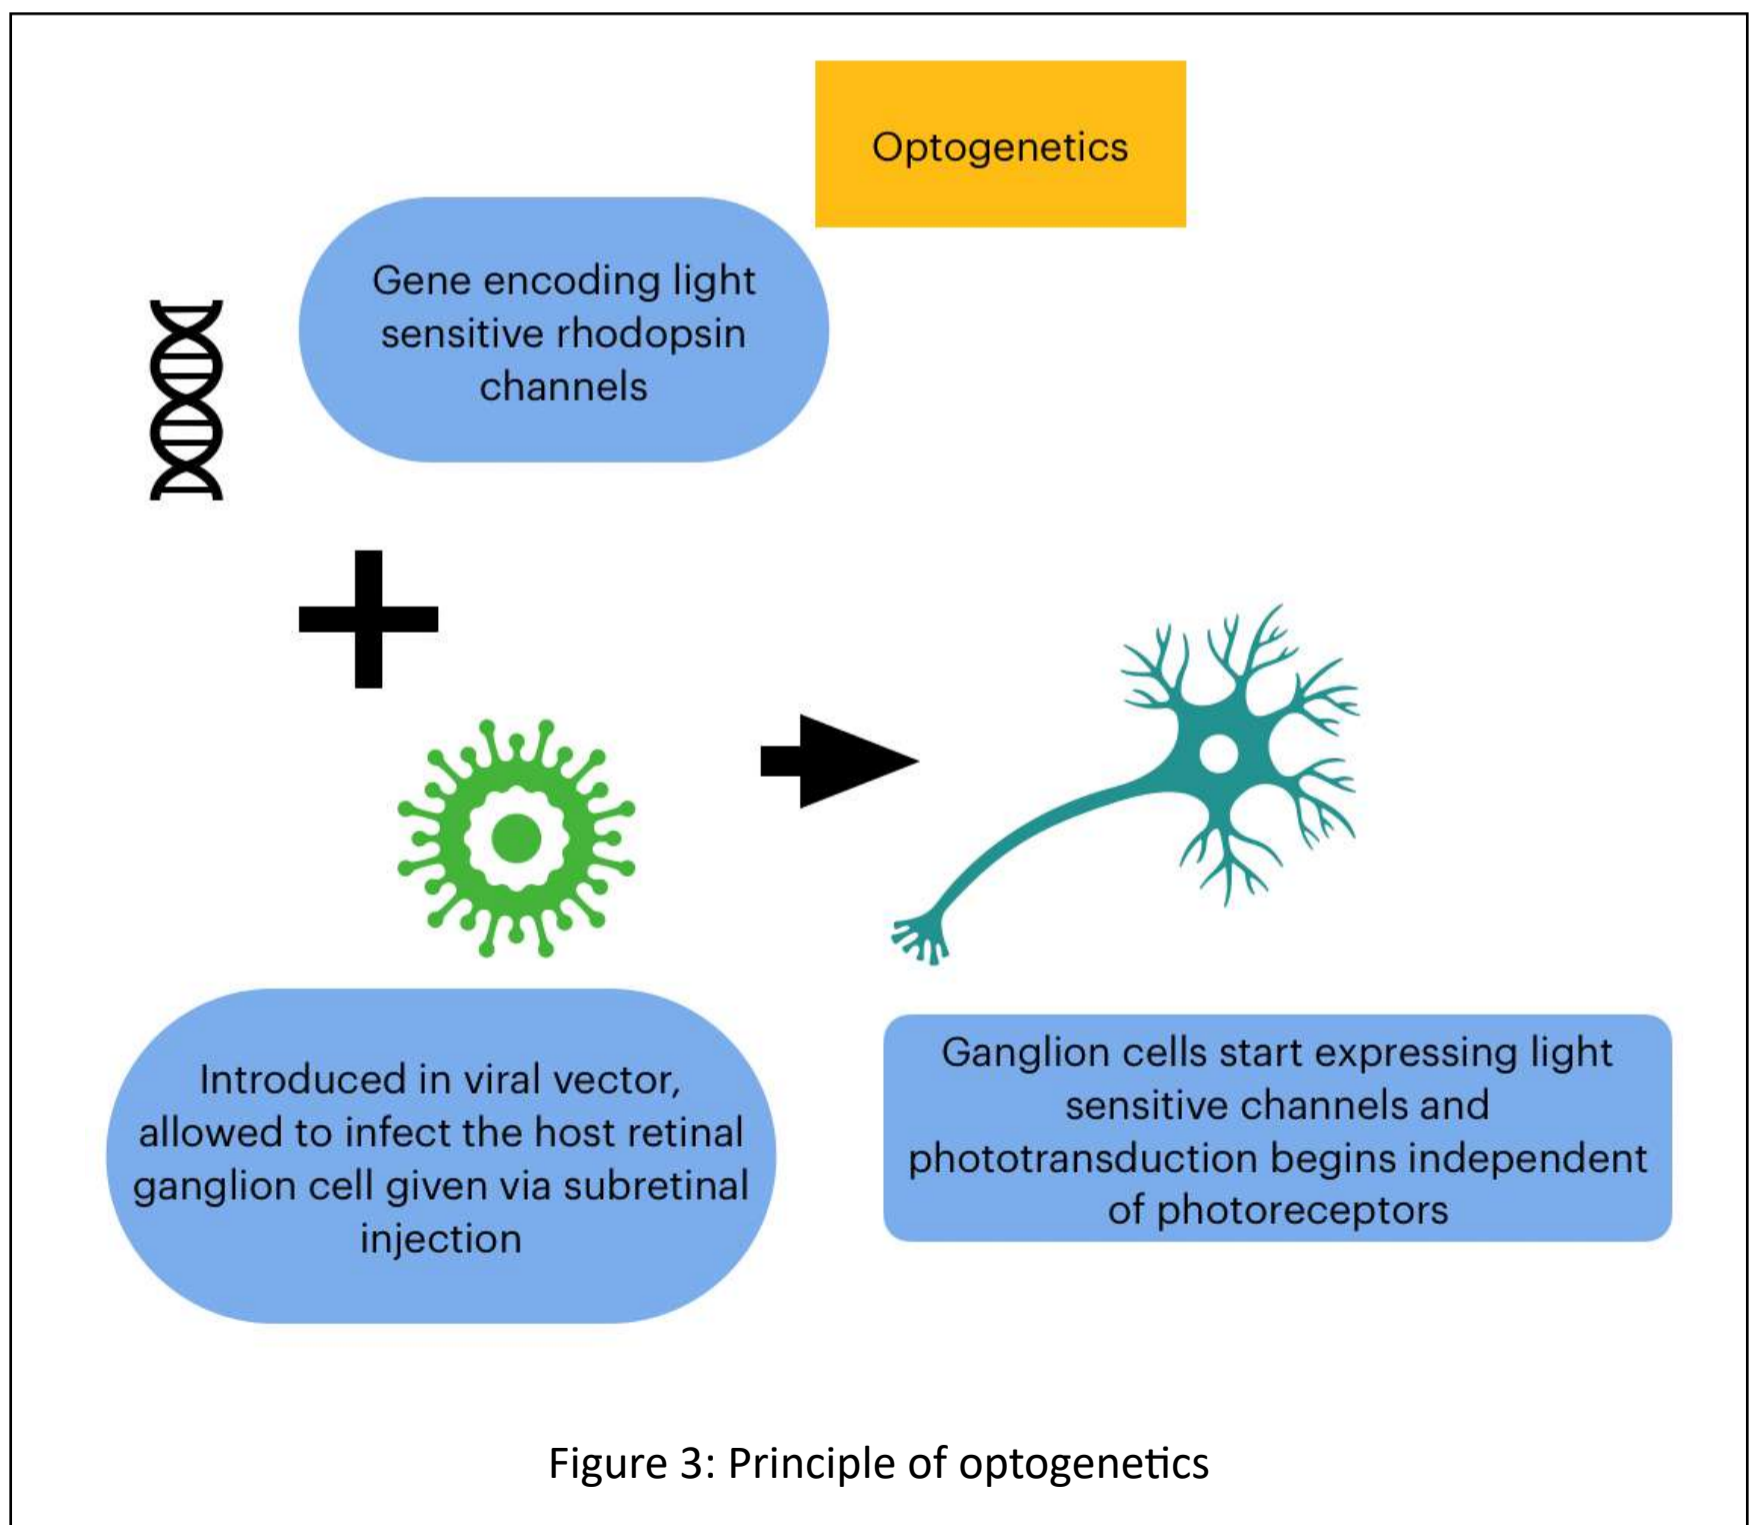 Optogenetics
Gene encoding light
sensitive rhodopsin
channels
Introduced in viral vector,
allowed to infect the host retinal
ganglion cell given via subretinal
injection
Ganglion cells start expressing light
sensitive channels and
phototransduction begins independent
of photoreceptors
Figure 3: Principle of optogenetics